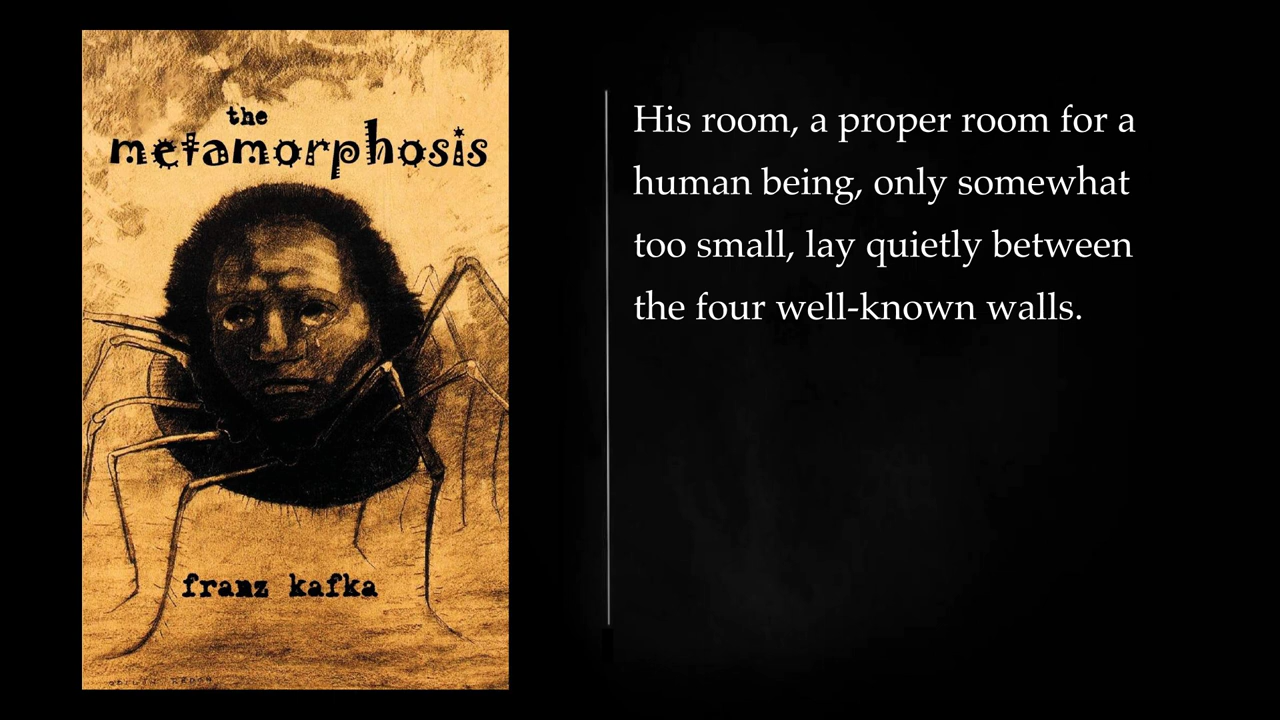 the
metamorphosis
franz kafka
His room, a proper room for a
human being, only somewhat
too small, lay quietly between
the four well-known walls.